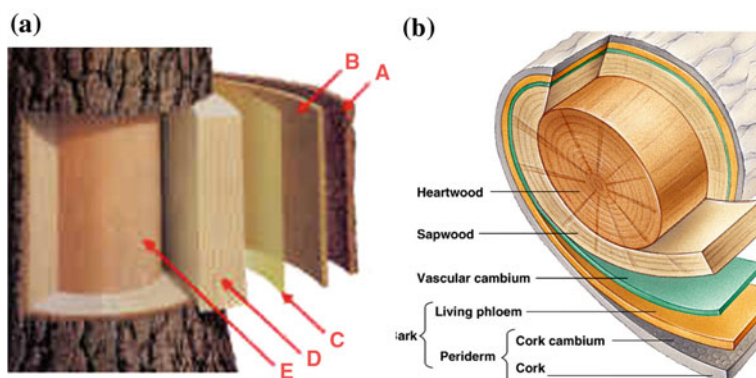 (a)
B
A
C
D
E
(b)
Heartwood
Sapwood
Vascular cambium
Living phloem
Periderm
Cork cambium
Cork